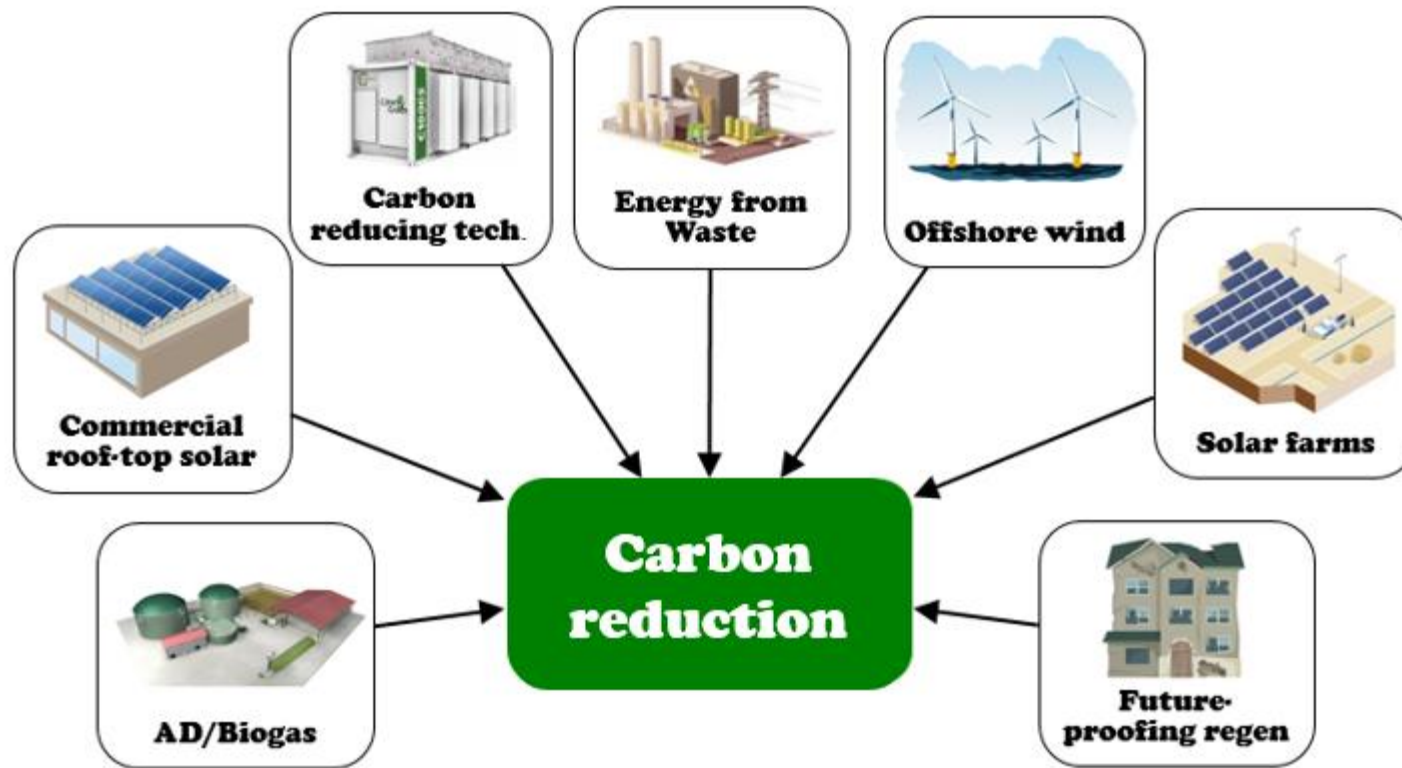 Carbon
reducing tech.
Energy from
Waste
Offshore wind
Commercial
roof-top solar
Solar farms
Carbon
reduction
AD/Biogas
Future-
proofing regen